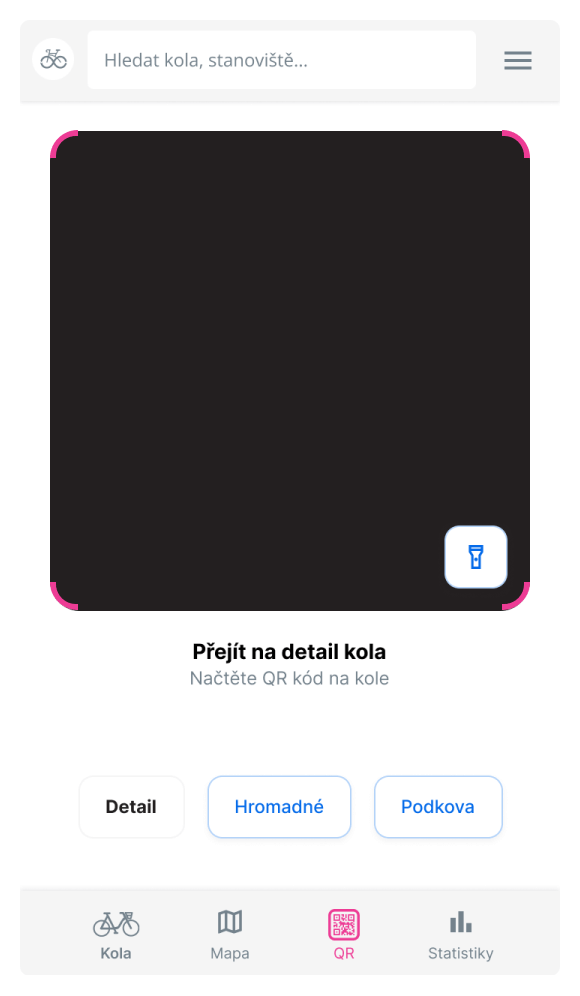 Hledat kola, stanoviště...
Přejít na detail kola
Načtěte QR kód na kole
Detail
Hromadné
Podkova
Kola
Mapa
QR
Statistiky